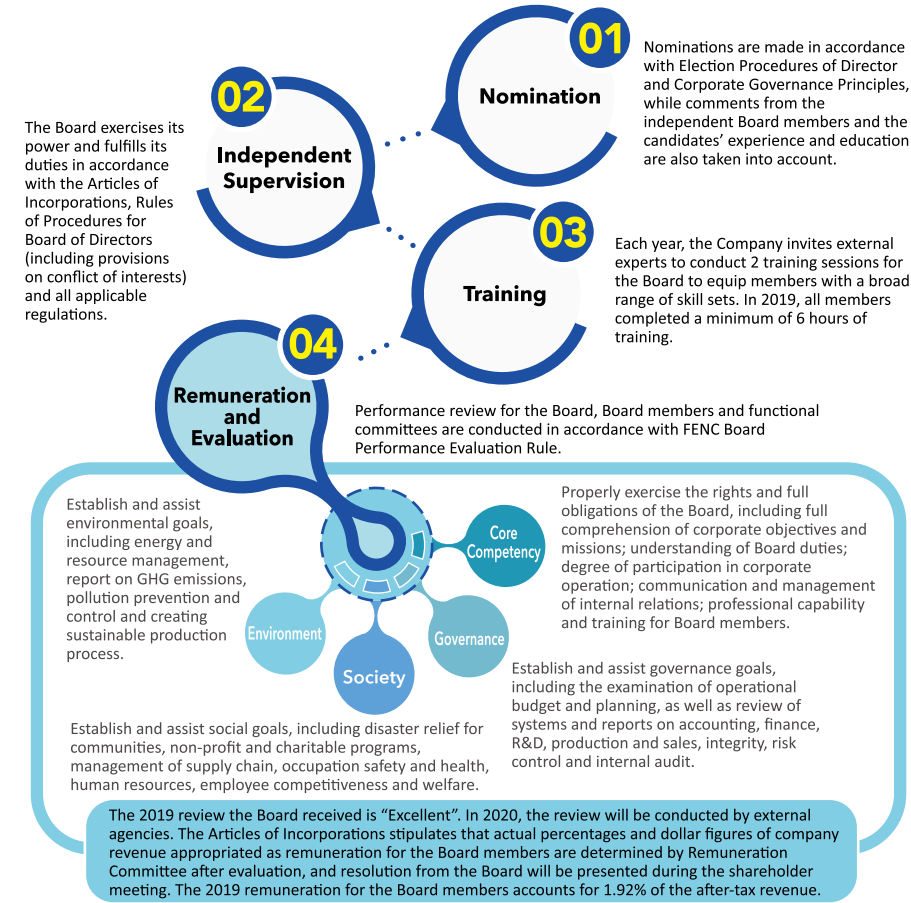 01
Nomination
Nominations are made in accordance
with Election Procedures of Director
and Corporate Governance Principles,
while comments from the
independent Board members and the
candidates’ experience and education
are also taken into account.
02
Independent
Supervision
The Board exercises its
power and fulfills its
duties in accordance
with the Articles of
Incorporations, Rules
of Procedures for
Board of Directors
(including provisions
on conflict of interests)
and all applicable
regulations.
03
Training
Each year, the Company invites external
experts to conduct 2 training sessions for
the Board to equip members with a broad
range of skill sets. In 2019, all members
completed a minimum of 6 hours of
training.
04
Remuneration
and
Evaluation
Performance review for the Board, Board members and functional
committees are conducted in accordance with FENC Board
Performance Evaluation Rule.
Establish and assist
environmental goals,
including energy and
resource management,
report on GHG emissions,
pollution prevention and
control and creating
sustainable production
process.
Environment
Society
Governance
Core
Competency
Properly exercise the rights and full
obligations of the Board, including full
comprehension of corporate objectives and
missions; understanding of Board duties;
degree of participation in corporate
operation; communication and management
of internal relations; professional capability
and training for Board members.
Establish and assist governance goals,
including the examination of operational
budget and planning, as well as review of
systems and reports on accounting, finance,
R&D, production and sales, integrity, risk
control and internal audit.
Establish and assist social goals, including disaster relief for
communities, non-profit and charitable programs,
management of supply chain, occupation safety and health,
human resources, employee competitiveness and welfare.
The 2019 review the Board received is “Excellent”. In 2020, the review will be conducted by external
agencies. The Articles of Incorporations stipulates that actual percentages and dollar figures of company
revenue appropriated as remuneration for the Board members are determined by Remuneration
Committee after evaluation, and resolution from the Board will be presented during the shareholder
meeting. The 2019 remuneration for the Board members accounts for 1.92% of the after-tax revenue.